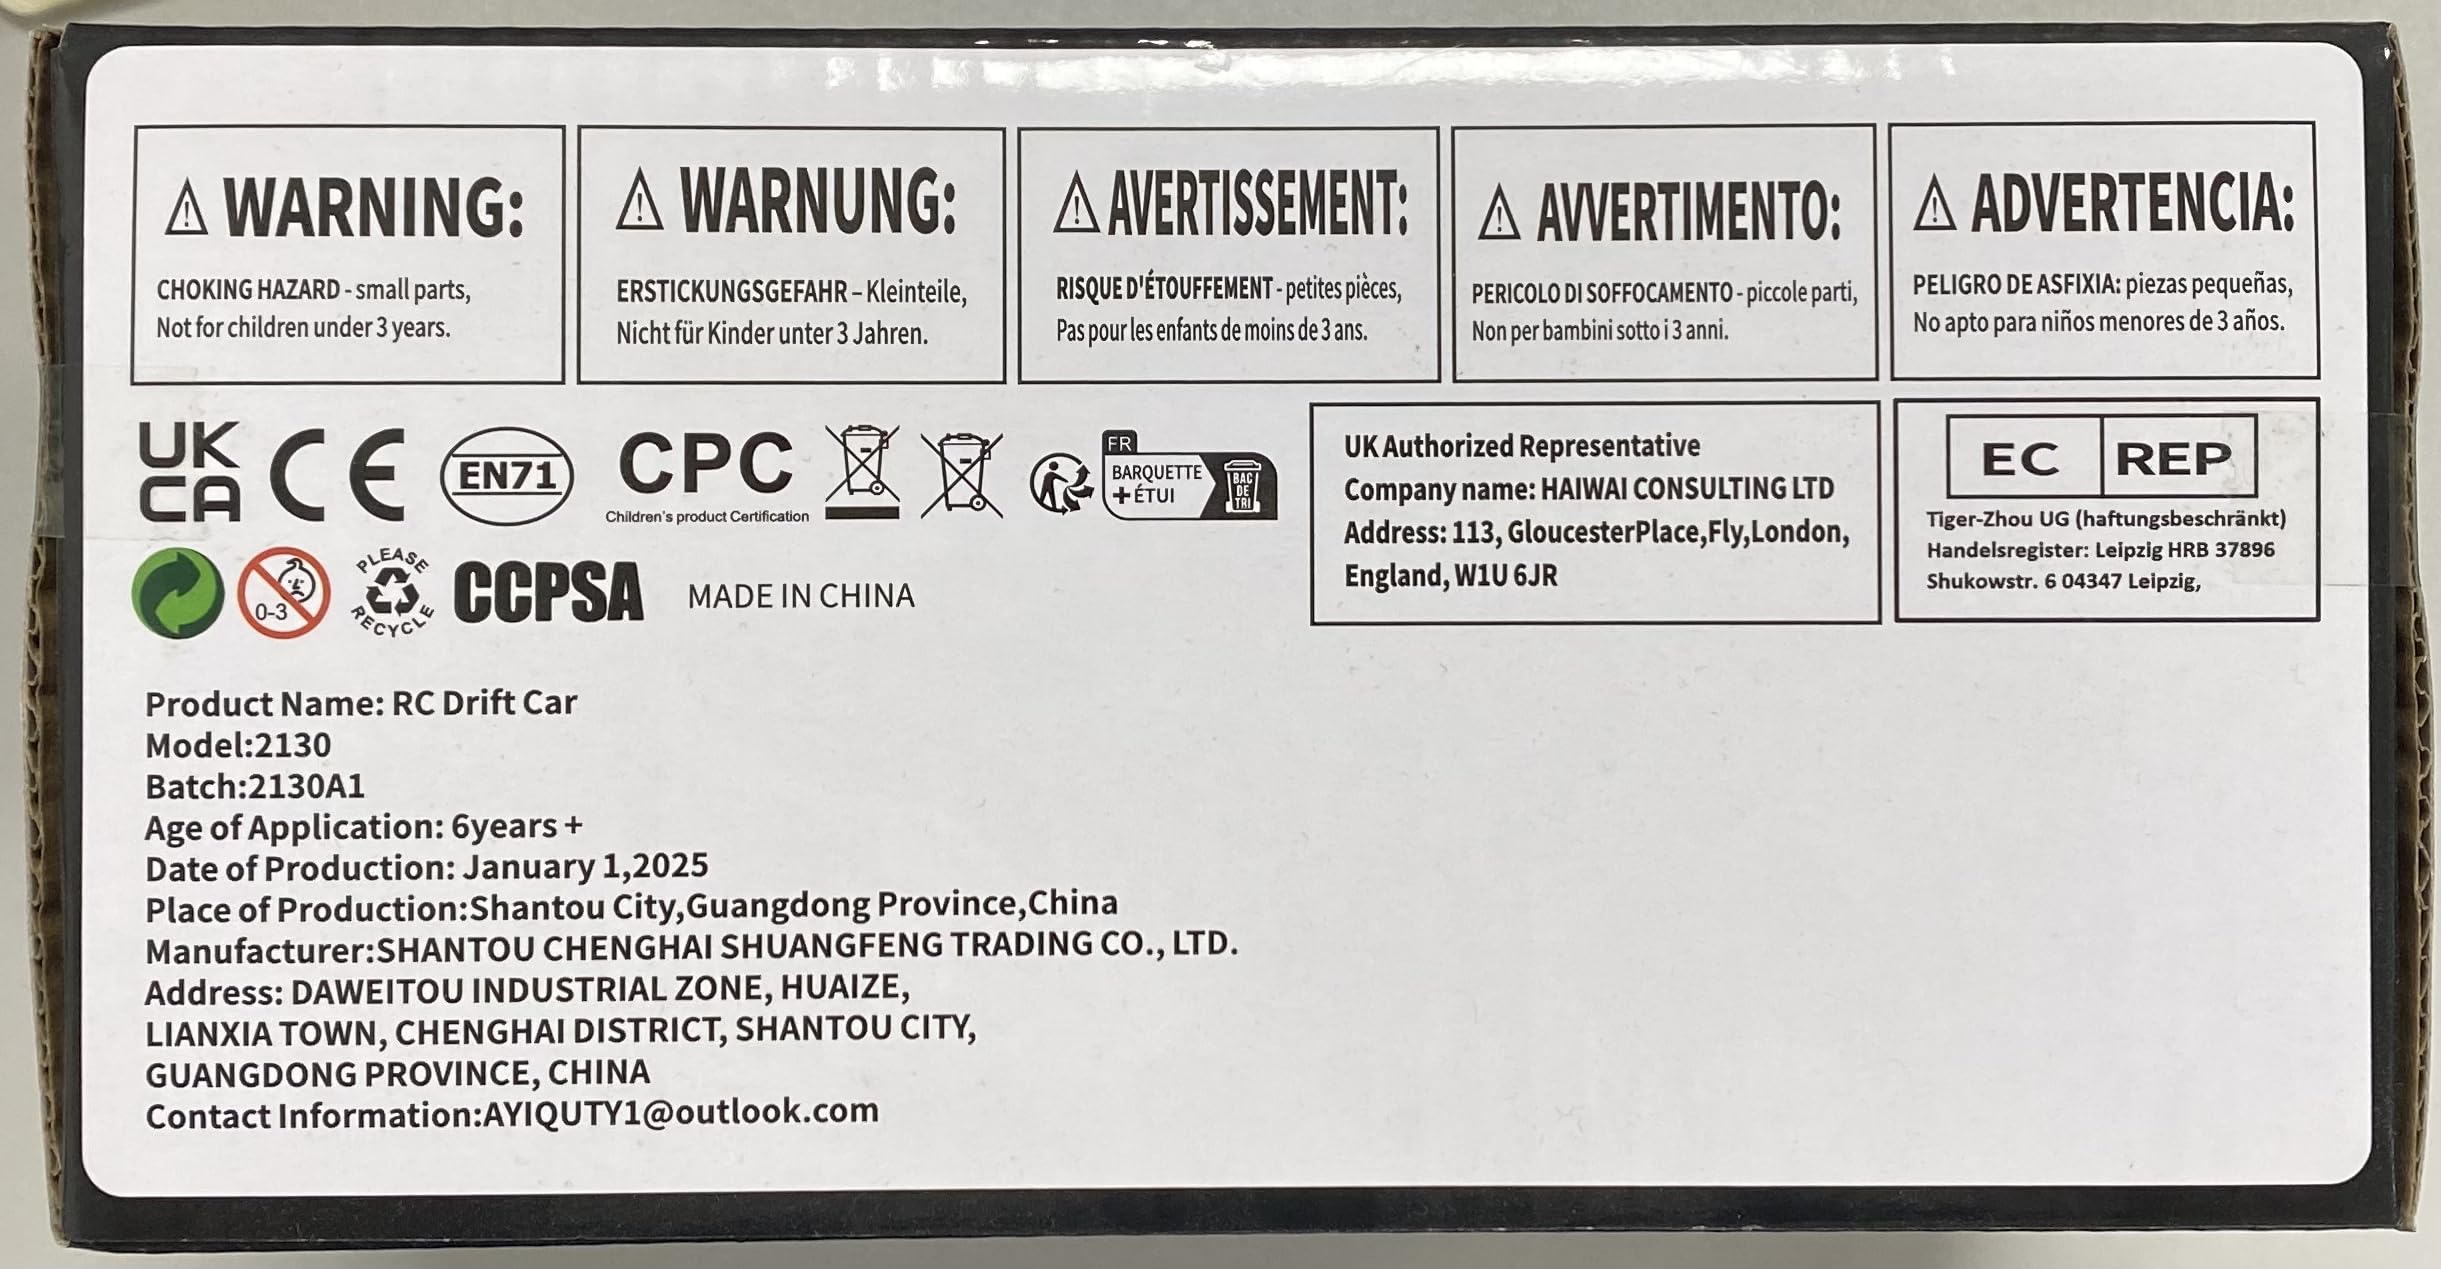 ⚠ WARNING:
CHOKING HAZARD - small parts,
Not for children under 3 years.
⚠ WARNUNG:
ERSTICKUNGSGEFAHR – Kleinteile,
Nicht für Kinder unter 3 Jahren.
⚠ AVERTISSEMENT:
RISQUE D'ÉTOUFFEMENT - petites pièces,
Pas pour les enfants de moins de 3 ans.
⚠ AVVERTIMENTO:
PERICOLO DI SOFFOCAMENTO - piccole parti,
Non per bambini sotto i 3 anni.
⚠ ADVERTENCIA:
PELIGRO DE ASFIXIA: piezas pequeñas,
No apto para niños menores de 3 años.
UK
CA
CE
EN71
CPC
Children's product Certification
FR
BARQUETTE
+ ÉTUI
BAC
DE
TRI
0-3
PLEASE
RECYCLE
CCPSA
MADE IN CHINA
UK Authorized Representative
Company name: HAIWAI CONSULTING LTD
Address: 113, GloucesterPlace,Fly,London,
England, W1U 6JR
EC REP
Tiger-Zhou UG (haftungsbeschränkt)
Handelsregister: Leipzig HRB 37896
Shukowstr. 6 04347 Leipzig,
Product Name: RC Drift Car
Model:2130
Batch:2130A1
Age of Application: 6years +
Date of Production: January 1,2025
Place of Production:Shantou City,Guangdong Province,China
Manufacturer:SHANTOU CHENGHAI SHUANGFENG TRADING CO., LTD.
Address: DAWEITOU INDUSTRIAL ZONE, HUAIZE,
LIANXIA TOWN, CHENGHAI DISTRICT, SHANTOU CITY,
GUANGDONG PROVINCE, CHINA
Contact Information:AYIQUTY1@outlook.com